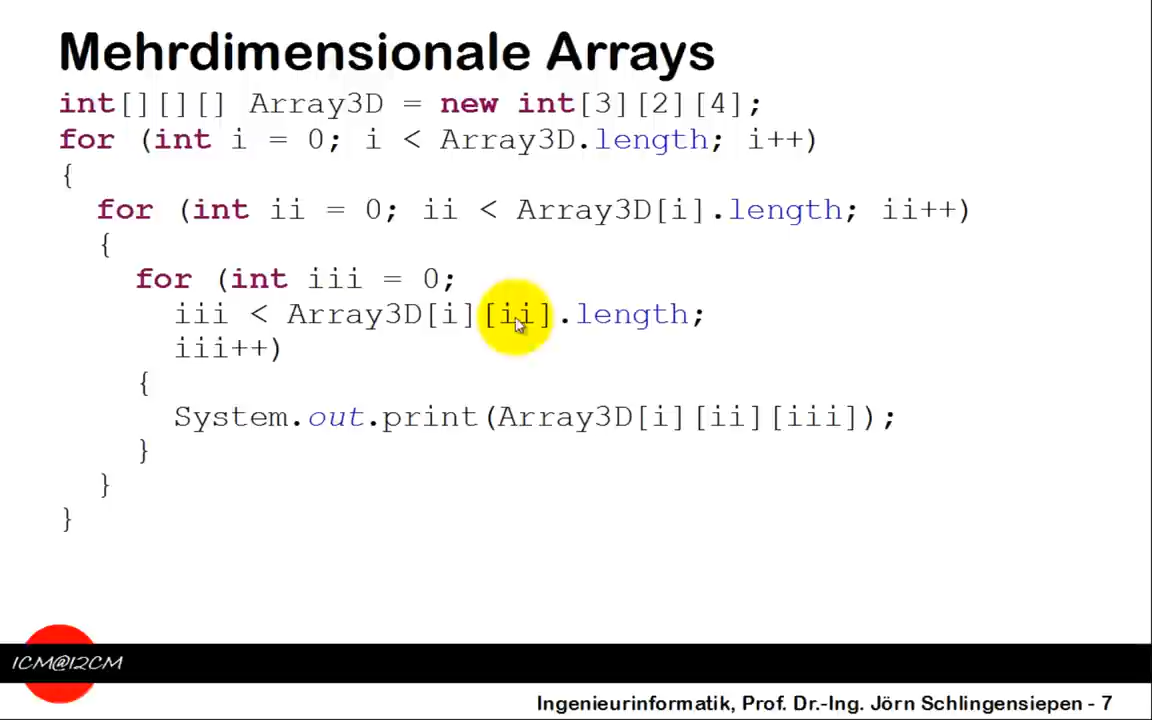 Mehrdimensionale Arrays
int[][][] Array3D = new int[3][2][4];
for (int i = 0; i < Array3D.length; i++)
{
for (int ii = 0; ii < Array3D[i].length; ii++)
{
for (int iii = 0;
iii < Array3D[i][ii].length;
iii++)
{
System.out.print(Array3D[i][ii][iii]);
}
}
}
1CM@12CM
Ingenieurinformatik, Prof. Dr.-Ing. Jörn Schlingensiepen - 7